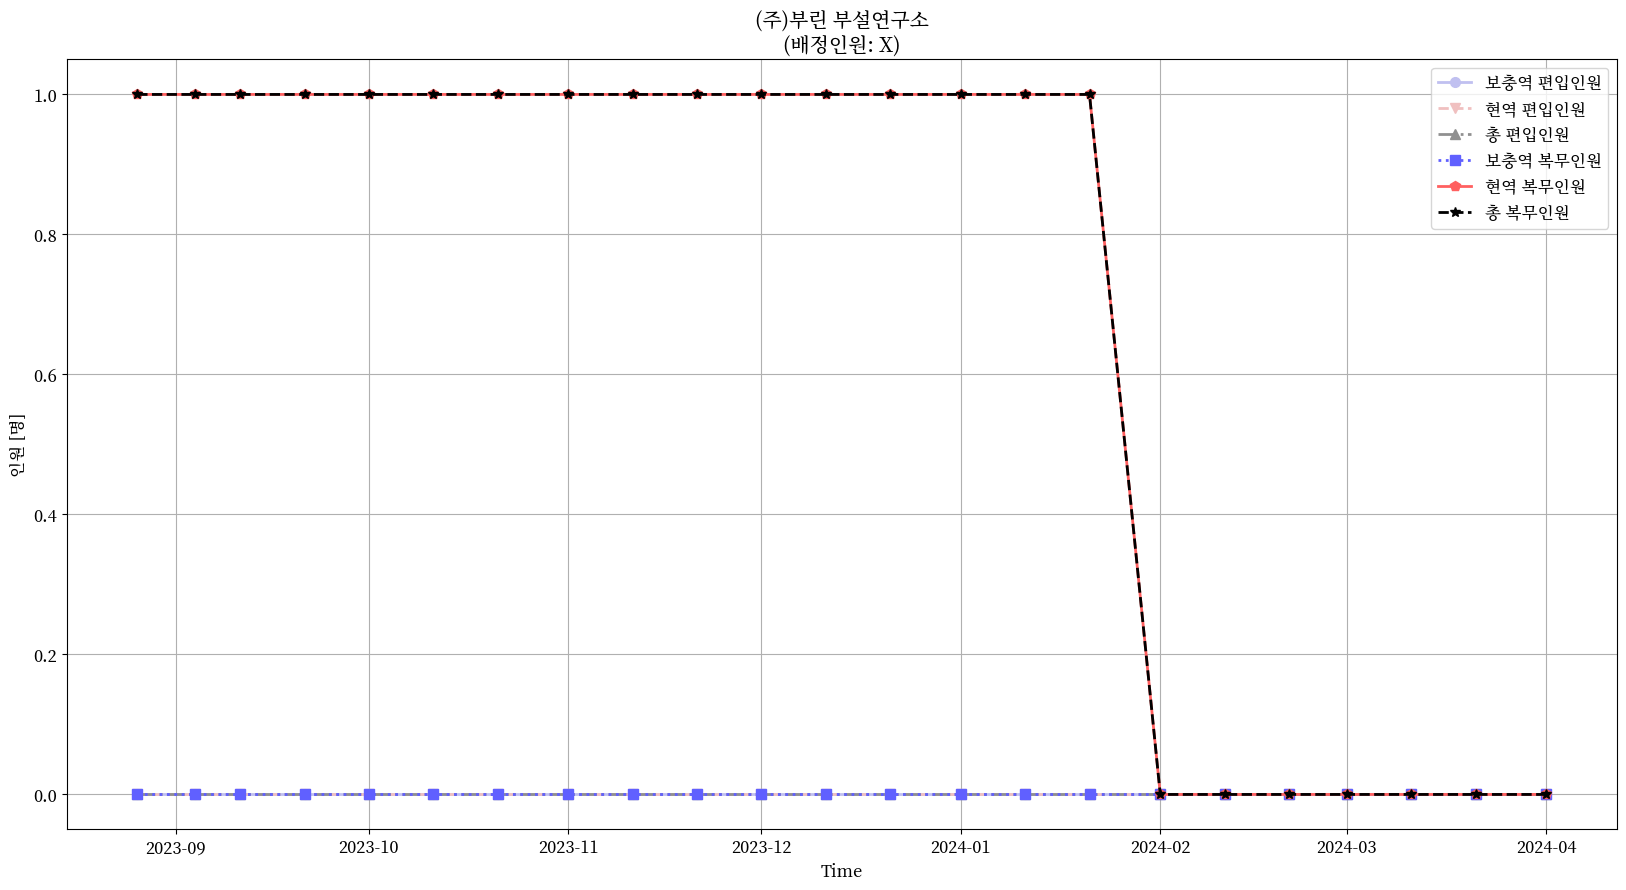 (주)부린 부설연구소
(배정인원: X)
보충역 편입인원
현역 편입인원
총 편입인원
보충역 복무인원
현역 복무인원
총 복무인원
인원 [명]
1.0
0.8
0.6
0.4
0.2
0.0
2023-09
2023-10
2023-11
2023-12
2024-01
2024-02
2024-03
2024-04
Time